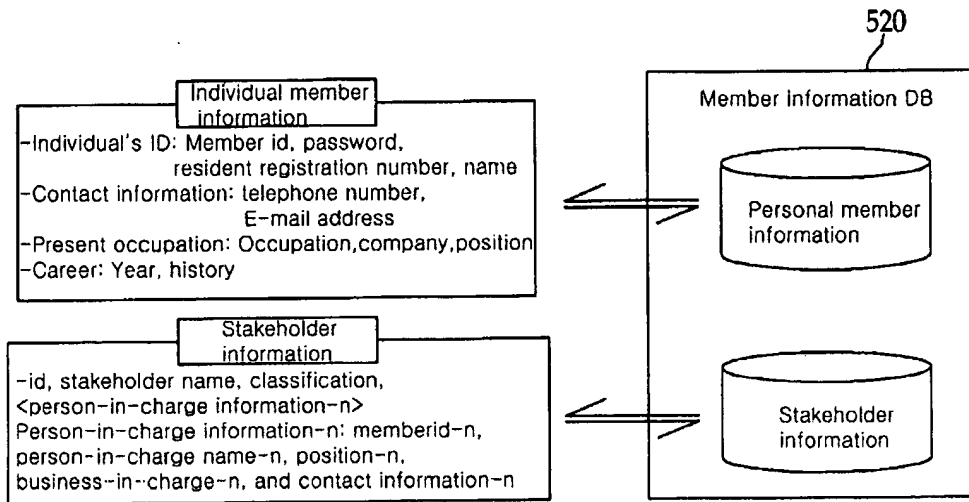 520
Individual member
information
-Individual's ID: Member id, password,
resident registration number, name
-Contact information: telephone number,
E-mail address
-Present occupation: Occupation,company,position
-Career: Year, history
Member Information DB
Personal member
information
Stakeholder
information
-id, stakeholder name, classification,
<person-in-charge information-n>
Person-in-charge information-n: memberid-n,
person-in-charge name-n, position-n,
business-in-charge-n, and contact information-n
Stakeholder
information